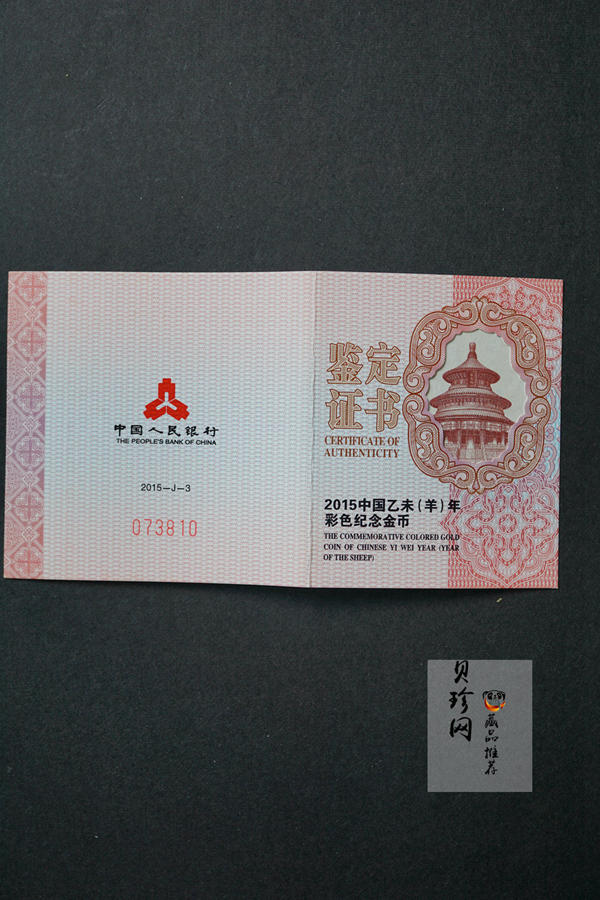 中国人民银行
THE PEOPLE'S BANK OF CHINA
2015-J-3
073810
鉴定
证书
CERTIFICATE OF
AUTHENTICITY
2015中国乙未(羊)年
彩色纪念金币
THE COMMEMORATIVE COLORED GOLD
COIN OF CHINESE YI WEI YEAR (YEAR
OF THE SHEEP)
贝珍网
藏品推荐